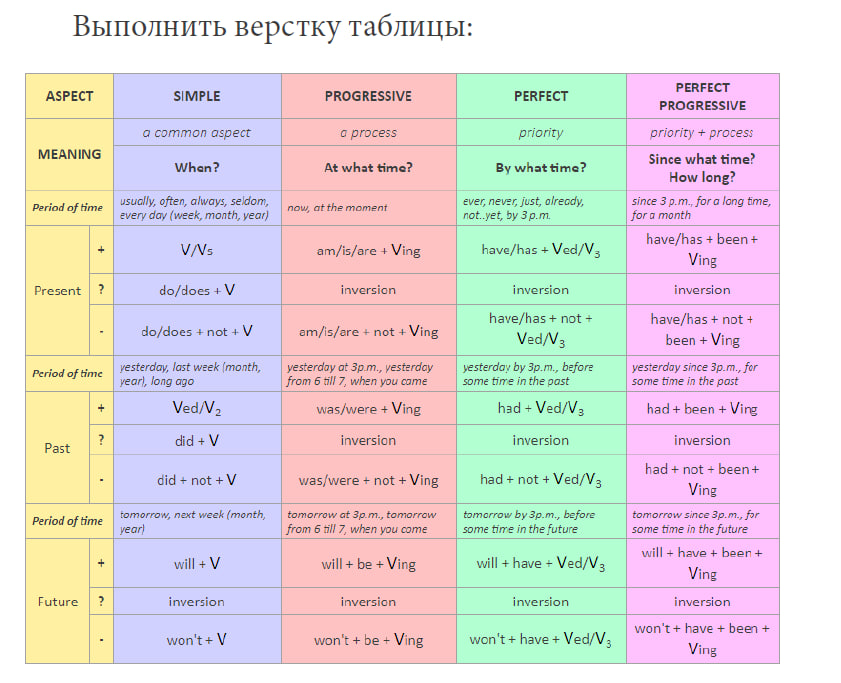 Выполнить верстку таблицы:
ASPECT SIMPLE PROGRESSIVE PERFECT PERFECT
PROGRESSIVE
MEANING a common aspect a process priority priority + process
When? At what time? By what time? Since what time?
How long?
Period of time usually, often, always, seldom, now, at the moment ever, never, just, already, since 3 p.m., for a long time,
every day (week, month, year) not..yet, by 3 p.m. for a month
Present + V/Vs am/is/are + Ving have/has + Ved/V₃ have/has + been +
Ving
? do/does + V inversion inversion inversion
- do/does + not + V am/is/are + not + Ving have/has + not + have/has + not +
Ved/V₃ been + Ving
Period of time yesterday, last week (month, yesterday at 3p.m., yesterday yesterday by 3p.m., before yesterday since 3p.m., for
year), long ago from 6 till 7, when you came some time in the past some time in the past
Past + Ved/V₂ was/were + Ving had + Ved/V₃ had + been + Ving
? did + V inversion inversion inversion
- did + not + V was/were + not + Ving had + not + Ved/V₃ had + not + been +
Ving
Period of time tomorrow, next week (month, tomorrow at 3p.m., tomorrow tomorrow by 3p.m., before tomorrow since 3p.m., for
year) from 6 till 7, when you come some time in the future some time in the future
Future + will + V will + be + Ving will + have + Ved/V₃ will + have + been +
Ving
? inversion inversion inversion inversion
- won't + V won't + be + Ving won't + have + Ved/V₃ won't + have + been +
Ving